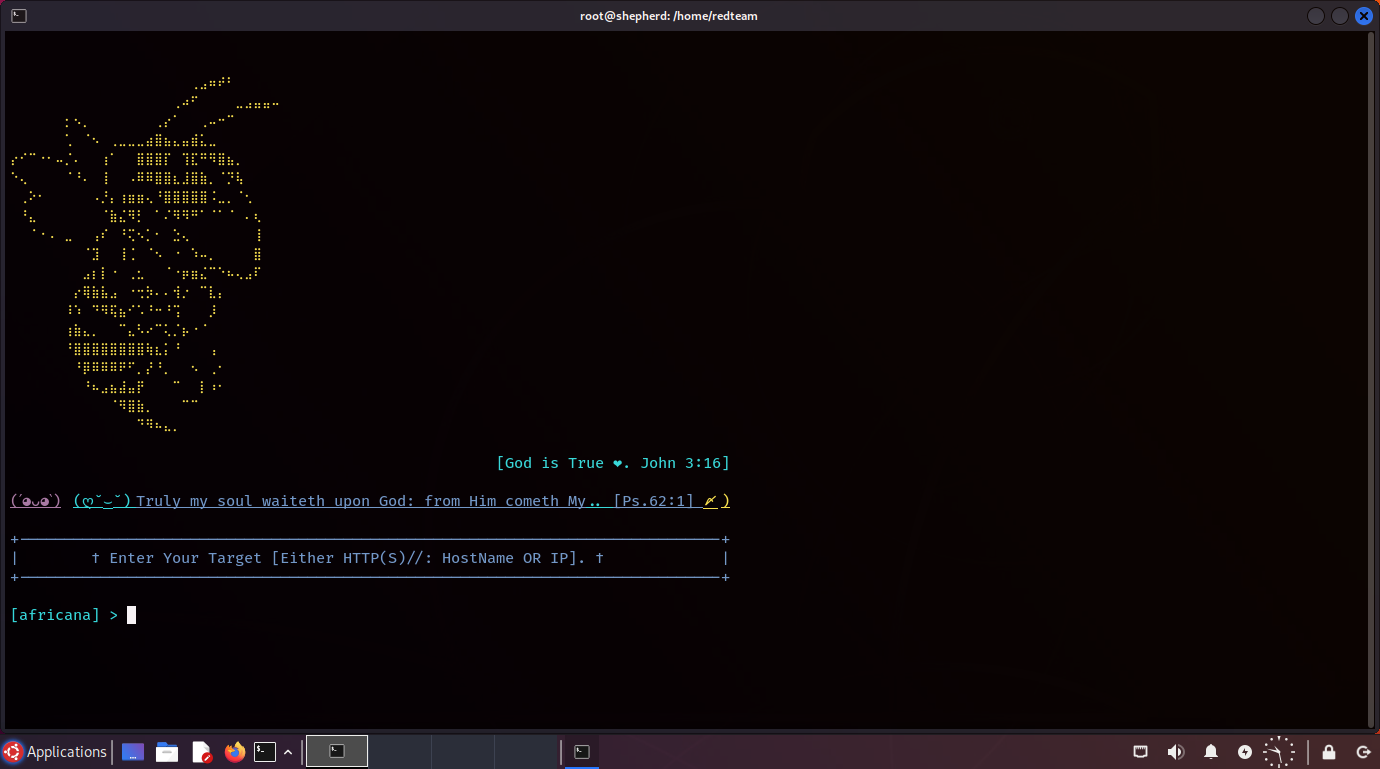 root@shepherd: /home/redteam
[God is True ❤. John 3:16]
(´◕ᴗ◕`) (ღ˘⌣˘) Truly my soul waiteth upon God: from Him cometh My.. [Ps.62:1] 〆)
† Enter Your Target [Either HTTP(S)//: HostName OR IP]. †
[africana] >
Applications